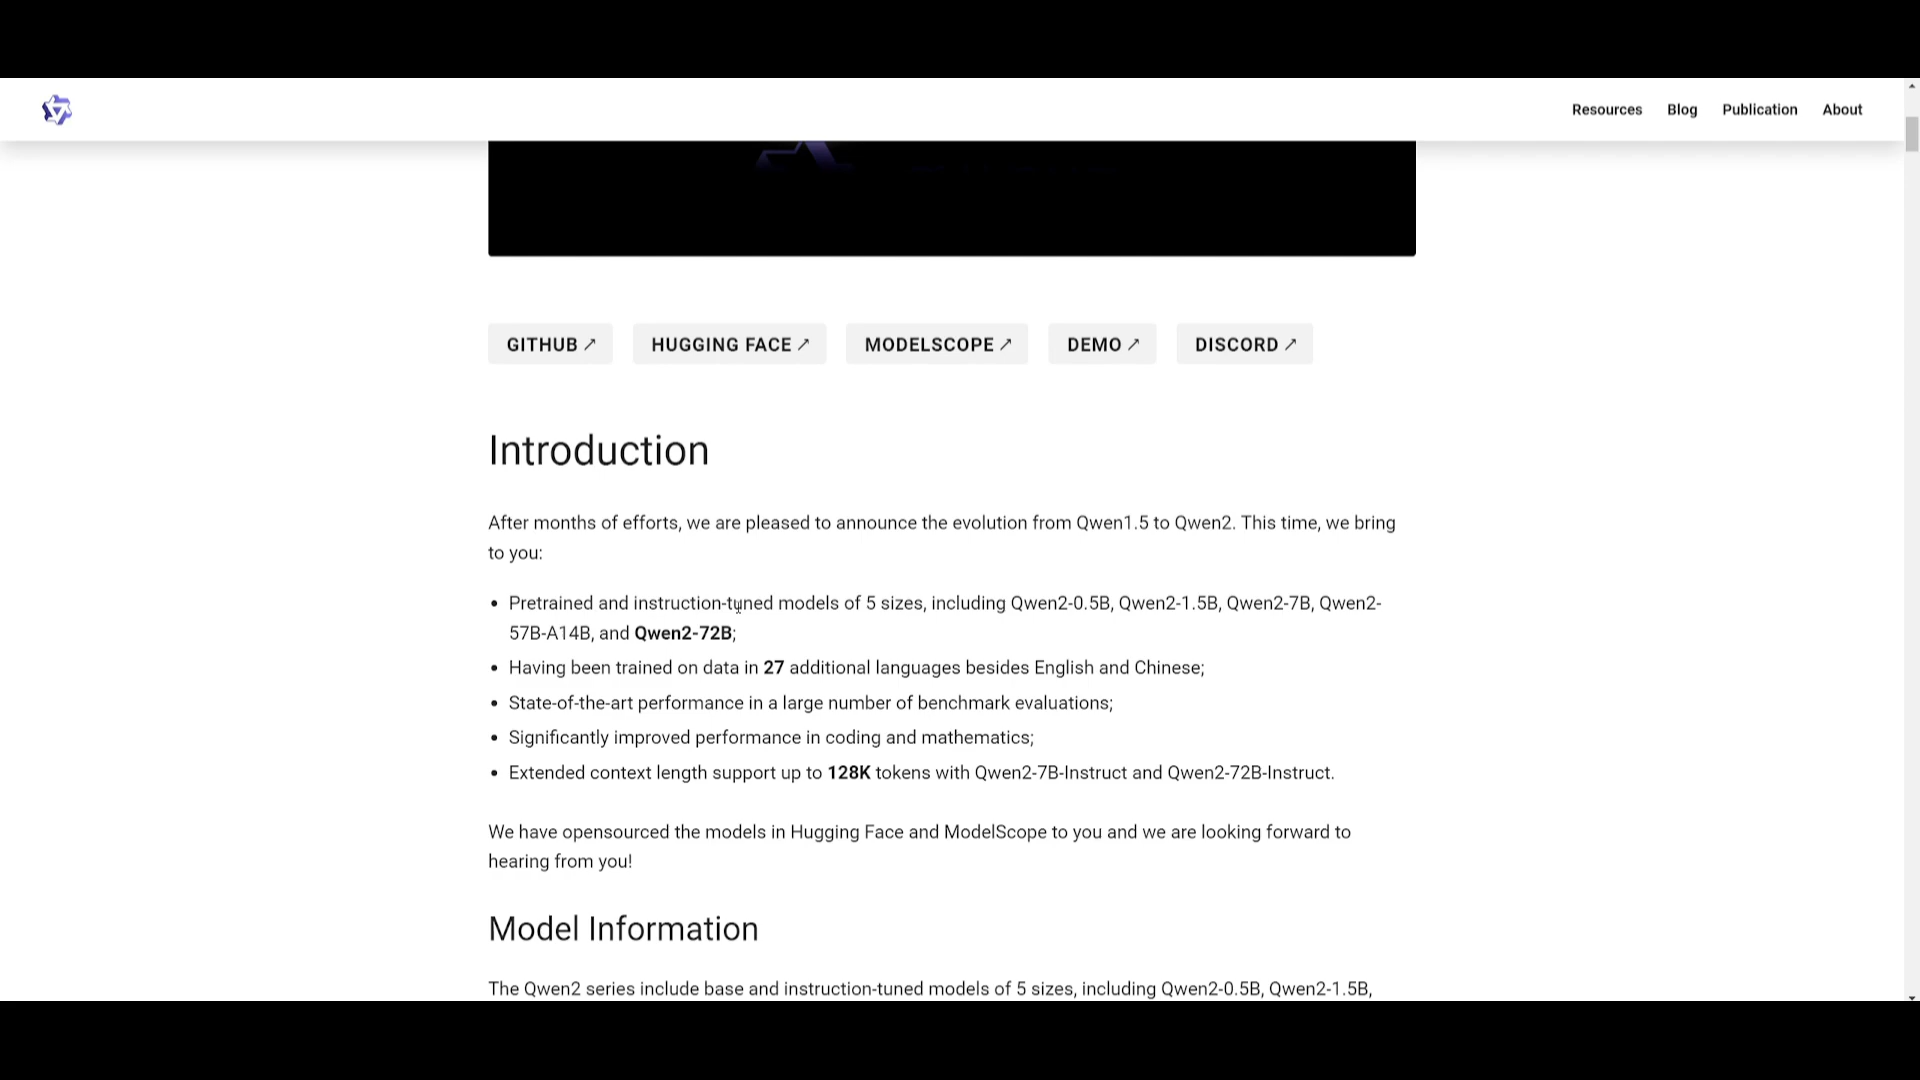 Resources Blog Publication About
GITHUB ↗ HUGGING FACE ↗ MODELSCOPE ↗ DEMO ↗ DISCORD ↗
Introduction
After months of efforts, we are pleased to announce the evolution from Qwen1.5 to Qwen2. This time, we bring
to you:
• Pretrained and instruction-tuned models of 5 sizes, including Qwen2-0.5B, Qwen2-1.5B, Qwen2-7B, Qwen2-
57B-A14B, and Qwen2-72B;
• Having been trained on data in 27 additional languages besides English and Chinese;
• State-of-the-art performance in a large number of benchmark evaluations;
• Significantly improved performance in coding and mathematics;
• Extended context length support up to 128K tokens with Qwen2-7B-Instruct and Qwen2-72B-Instruct.
We have opensourced the models in Hugging Face and ModelScope to you and we are looking forward to
hearing from you!
Model Information
The Qwen2 series include base and instruction-tuned models of 5 sizes, including Qwen2-0.5B, Qwen2-1.5B,